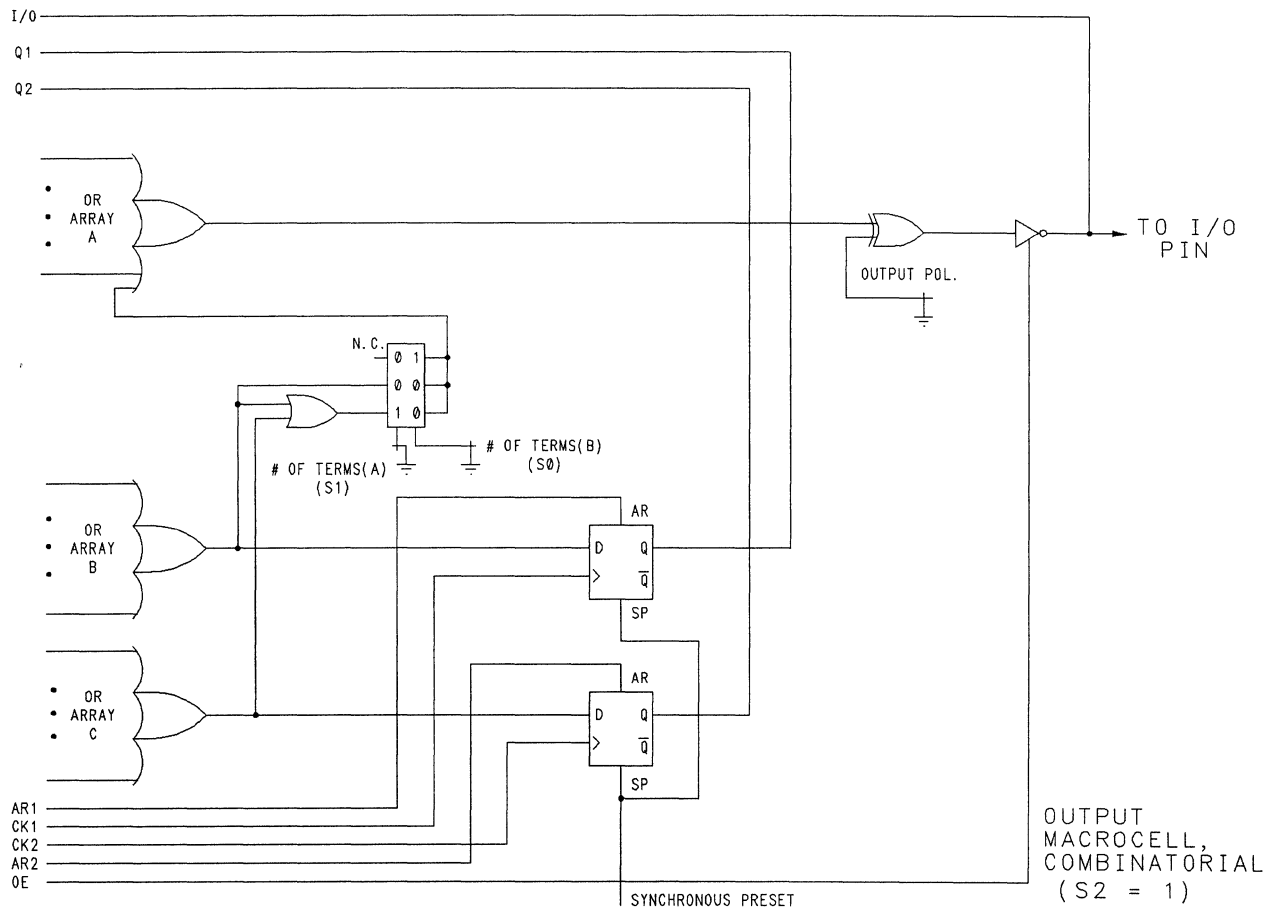 I/O
Q1
Q2
OR
ARRAY
A
OUTPUT POL.
TO I/O
PIN
N.C.
Ø 1
Ø Ø
1 Ø
# OF TERMS(A)
(S1)
# OF TERMS(B)
(SØ)
OR
ARRAY
B
AR
D Q
Q̅
SP
OR
ARRAY
C
AR
D Q
Q̅
SP
AR1
CK1
CK2
AR2
OE
SYNCHRONOUS PRESET
OUTPUT
MACROCELL,
COMBINATORIAL
(S2 = 1)